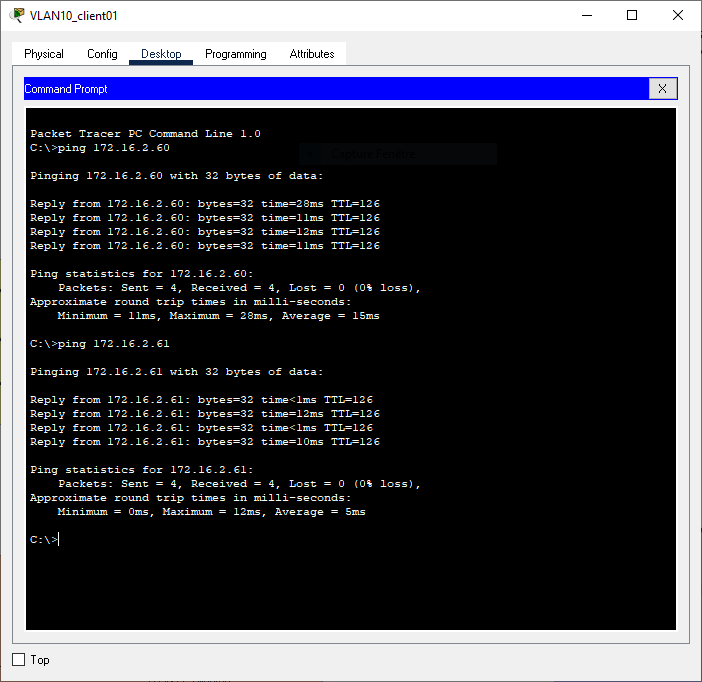 VLAN10_client01
Physical Config Desktop Programming Attributes
Command Prompt X
Packet Tracer PC Command Line 1.0
C:\>ping 172.16.2.60
Pinging 172.16.2.60 with 32 bytes of data:
Reply from 172.16.2.60: bytes=32 time=28ms TTL=126
Reply from 172.16.2.60: bytes=32 time=11ms TTL=126
Reply from 172.16.2.60: bytes=32 time=12ms TTL=126
Reply from 172.16.2.60: bytes=32 time=11ms TTL=126
Ping statistics for 172.16.2.60:
    Packets: Sent = 4, Received = 4, Lost = 0 (0% loss),
Approximate round trip times in milli-seconds:
    Minimum = 11ms, Maximum = 28ms, Average = 15ms
C:\>ping 172.16.2.61
Pinging 172.16.2.61 with 32 bytes of data:
Reply from 172.16.2.61: bytes=32 time<1ms TTL=126
Reply from 172.16.2.61: bytes=32 time=12ms TTL=126
Reply from 172.16.2.61: bytes=32 time<1ms TTL=126
Reply from 172.16.2.61: bytes=32 time=10ms TTL=126
Ping statistics for 172.16.2.61:
    Packets: Sent = 4, Received = 4, Lost = 0 (0% loss),
Approximate round trip times in milli-seconds:
    Minimum = 0ms, Maximum = 12ms, Average = 5ms
C:\>
Top